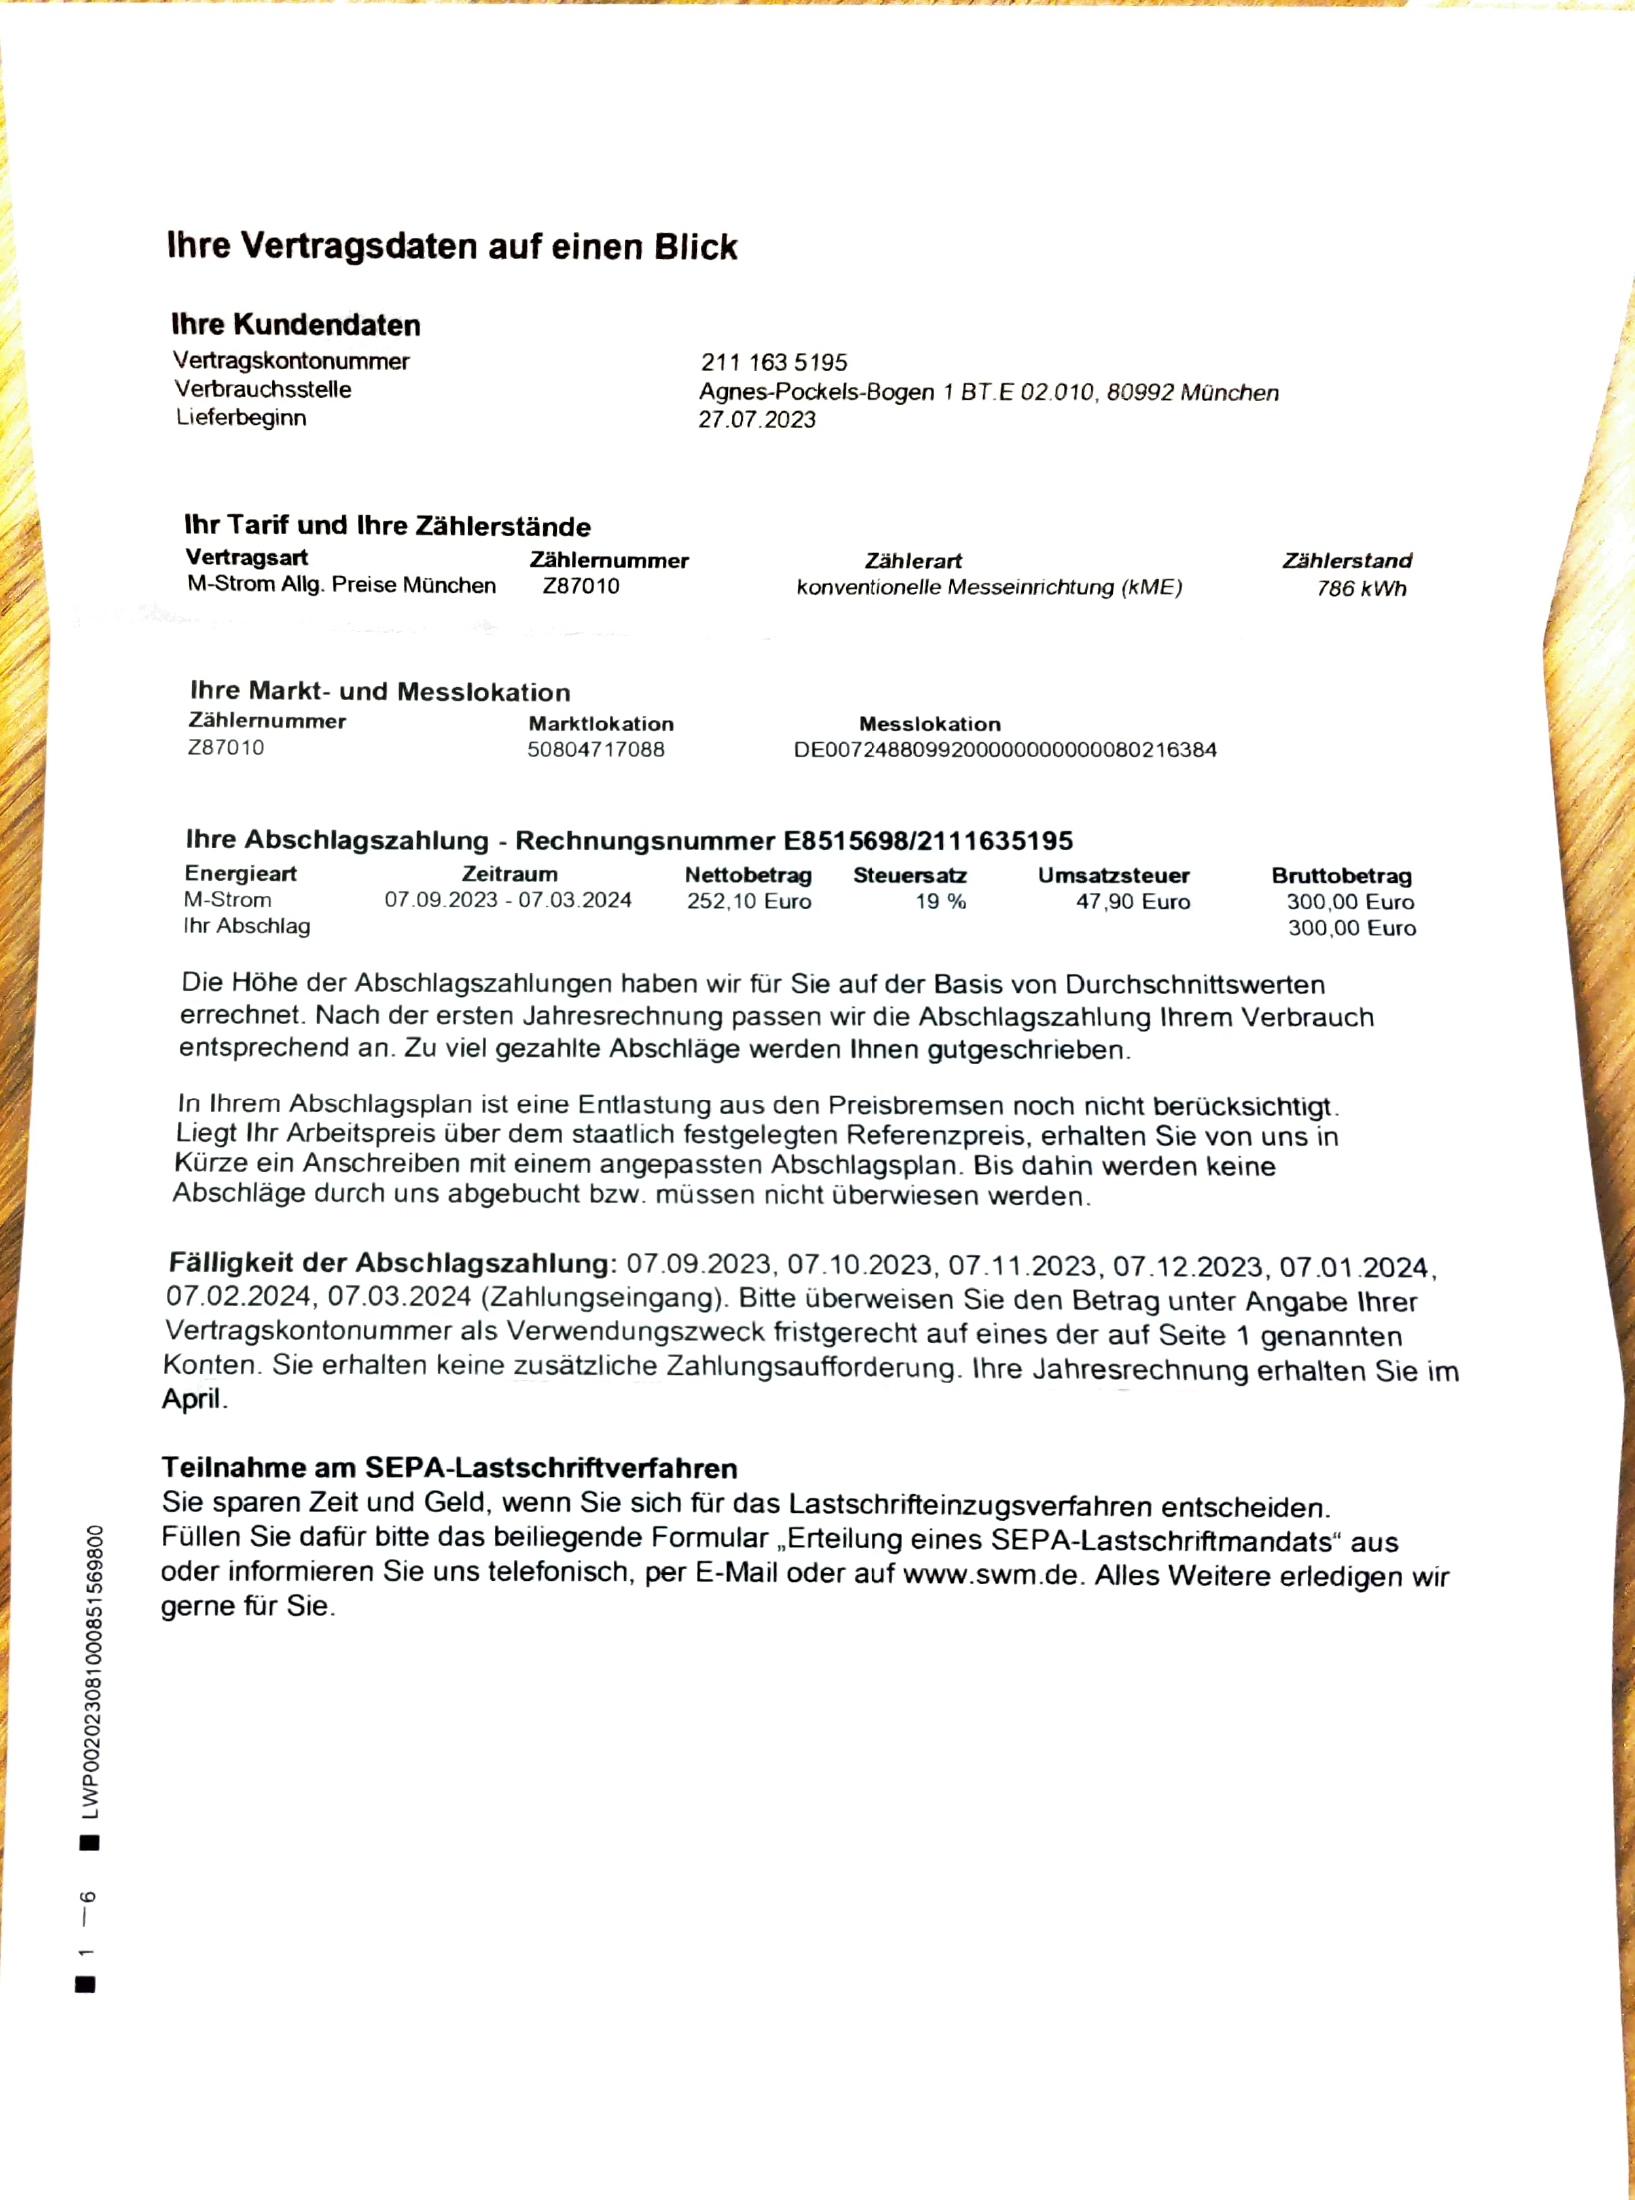 Ihre Vertragsdaten auf einen Blick
Ihre Kundendaten
Vertragskontonummer 211 163 5195
Verbrauchsstelle Agnes-Pockels-Bogen 1 BT.E 02.010, 80992 München
Lieferbeginn 27.07.2023
Ihr Tarif und Ihre Zählerstände
Vertragsart Zählernummer Zählerart Zählerstand
M-Strom Allg. Preise München Z87010 konventionelle Messeinrichtung (kME) 786 kWh
Ihre Markt- und Messlokation
Zählernummer Marktlokation Messlokation
Z87010 50804717088 DE0072488099200000000000080216384
Ihre Abschlagszahlung - Rechnungsnummer E8515698/2111635195
Energieart Zeitraum Nettobetrag Steuersatz Umsatzsteuer Bruttobetrag
M-Strom 07.09.2023 - 07.03.2024 252,10 Euro 19 % 47,90 Euro 300,00 Euro
Ihr Abschlag 300,00 Euro
Die Höhe der Abschlagszahlungen haben wir für Sie auf der Basis von Durchschnittswerten
errechnet. Nach der ersten Jahresrechnung passen wir die Abschlagszahlung Ihrem Verbrauch
entsprechend an. Zu viel gezahlte Abschläge werden Ihnen gutgeschrieben.
In Ihrem Abschlagsplan ist eine Entlastung aus den Preisbremsen noch nicht berücksichtigt.
Liegt Ihr Arbeitspreis über dem staatlich festgelegten Referenzpreis, erhalten Sie von uns in
Kürze ein Anschreiben mit einem angepassten Abschlagsplan. Bis dahin werden keine
Abschläge durch uns abgebucht bzw. müssen nicht überwiesen werden.
Fälligkeit der Abschlagszahlung: 07.09.2023, 07.10.2023, 07.11.2023, 07.12.2023, 07.01.2024,
07.02.2024, 07.03.2024 (Zahlungseingang). Bitte überweisen Sie den Betrag unter Angabe Ihrer
Vertragskontonummer als Verwendungszweck fristgerecht auf eines der auf Seite 1 genannten
Konten. Sie erhalten keine zusätzliche Zahlungsaufforderung. Ihre Jahresrechnung erhalten Sie im
April.
Teilnahme am SEPA-Lastschriftverfahren
Sie sparen Zeit und Geld, wenn Sie sich für das Lastschrifteinzugsverfahren entscheiden.
Füllen Sie dafür bitte das beiliegende Formular „Erteilung eines SEPA-Lastschriftmandats“ aus
oder informieren Sie uns telefonisch, per E-Mail oder auf www.swm.de. Alles Weitere erledigen wir
gerne für Sie.
1 — 6 LWP0020230810008515698​00